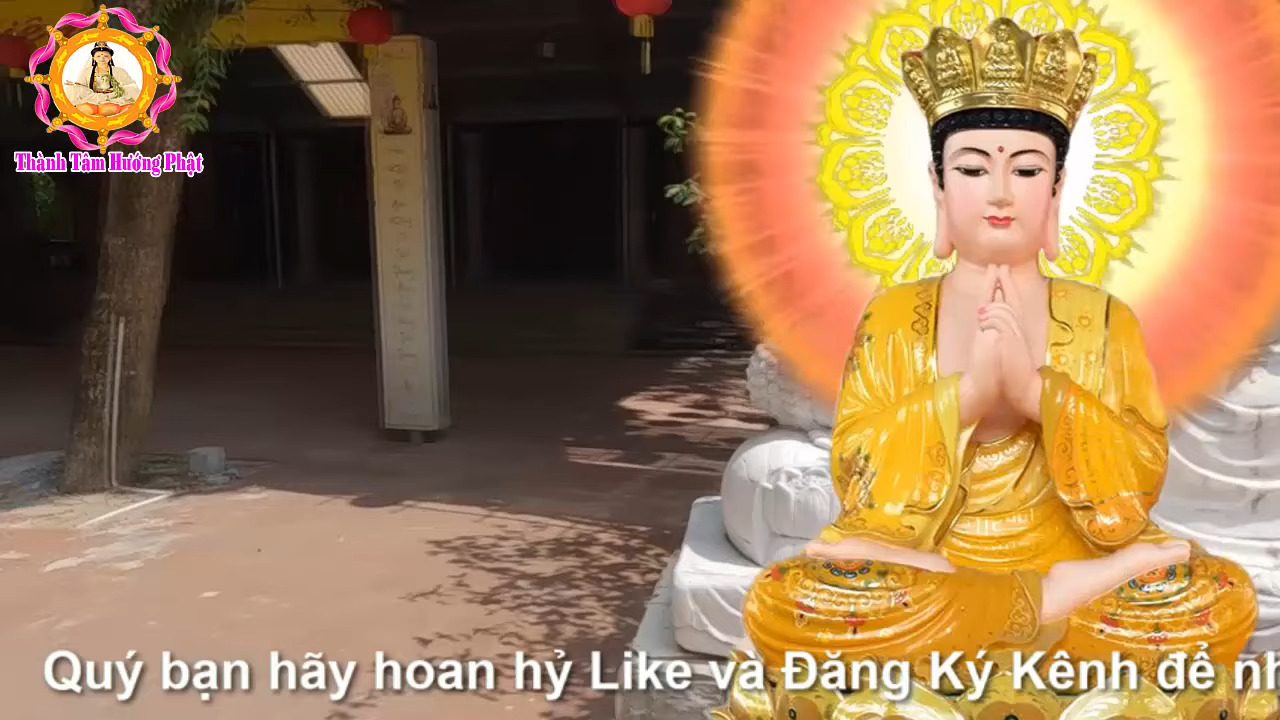 Thành Tâm Hướng Phật
Quý bạn hãy hoan hỷ Like và Đăng Ký Kênh để